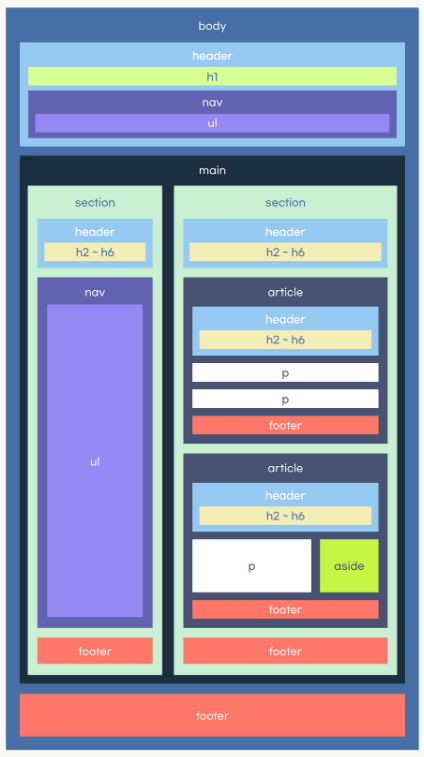 body
header
h1
nav
ul
main
section
header
h2 ~ h6
nav
ul
footer
section
header
h2 ~ h6
article
header
h2 ~ h6
p
p
footer
article
header
h2 ~ h6
p
aside
footer
footer
footer